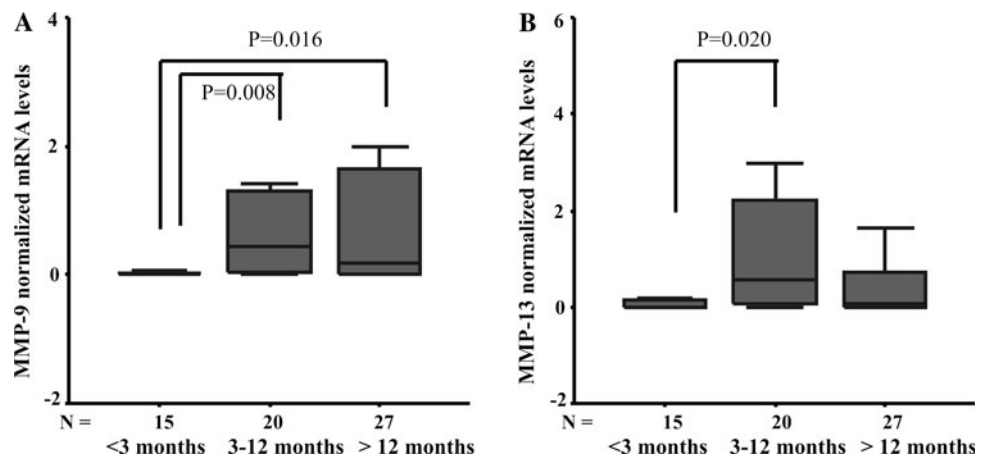 A
MMP-9 normalized mRNA levels
4
2
0
-2
P=0.016
P=0.008
N = 15 20 27
<3 months 3-12 months > 12 months
B
MMP-13 normalized mRNA levels
6
4
2
0
-2
P=0.020
N = 15 20 27
<3 months 3-12 months > 12 months